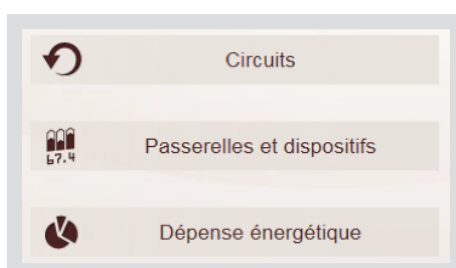 Circuits
67.4
Passerelles et dispositifs
Dépense énergétique